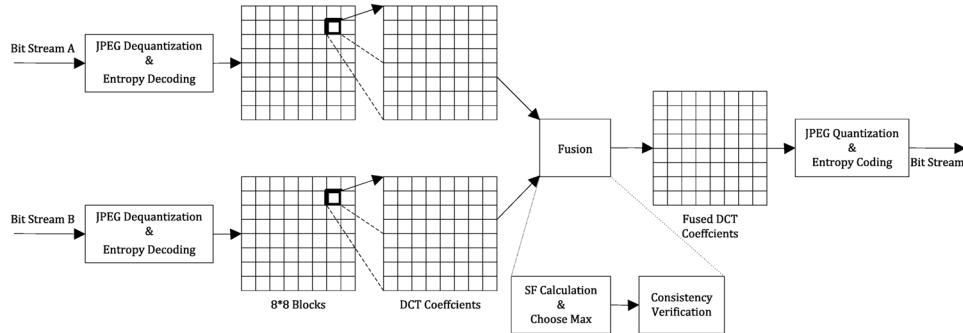 Bit Stream A
JPEG Dequantization
&
Entropy Decoding
Fusion
JPEG Quantization
&
Entropy Coding
Bit Stream
Bit Stream B
JPEG Dequantization
&
Entropy Decoding
Fused DCT
Coeffcients
8*8 Blocks
DCT Coeffcients
SF Calculation
&
Choose Max
Consistency
Verification